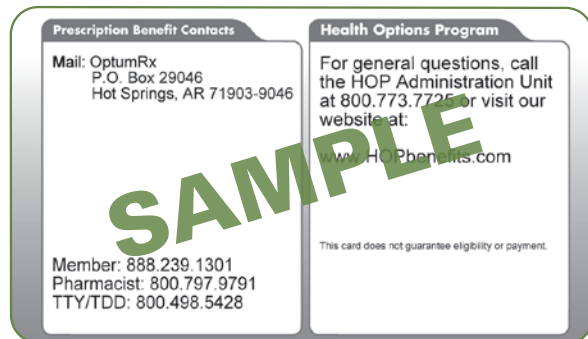 Prescription Benefit Contacts
Mail: OptumRx
P.O. Box 29046
Hot Springs, AR 71903-9046
Member: 888.239.1301
Pharmacist: 800.797.9791
TTY/TDD: 800.498.5428
Health Options Program
For general questions, call
the HOP Administration Unit
at 800.773.7725 or visit our
website at:
www.HOPbenefits.com
This card does not guarantee eligibility or payment.
SAMPLE